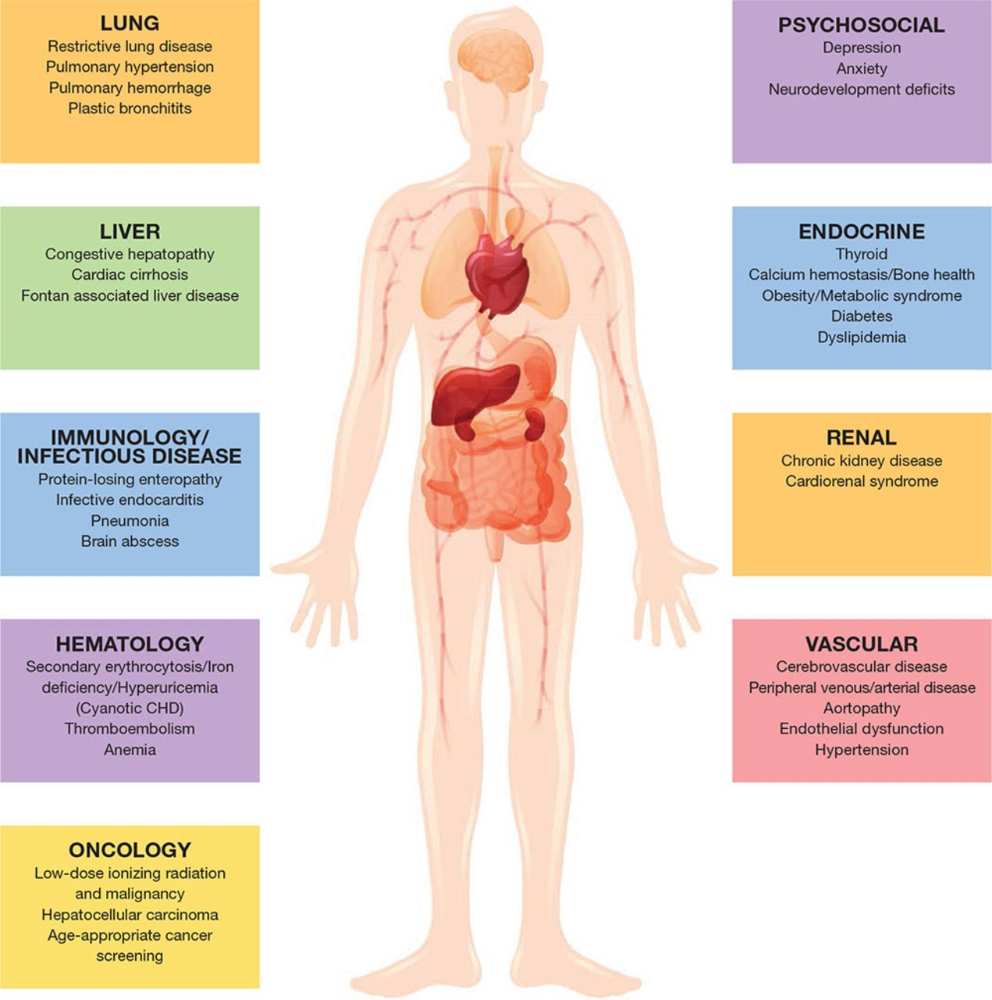 LUNG
Restrictive lung disease
Pulmonary hypertension
Pulmonary hemorrhage
Plastic bronchitits
LIVER
Congestive hepatopathy
Cardiac cirrhosis
Fontan associated liver disease
IMMUNOLOGY/
INFECTIOUS DISEASE
Protein-losing enteropathy
Infective endocarditis
Pneumonia
Brain abscess
HEMATOLOGY
Secondary erythrocytosis/Iron
deficiency/Hyperuricemia
(Cyanotic CHD)
Thromboembolism
Anemia
ONCOLOGY
Low-dose ionizing radiation
and malignancy
Hepatocellular carcinoma
Age-appropriate cancer
screening
PSYCHOSOCIAL
Depression
Anxiety
Neurodevelopment deficits
ENDOCRINE
Thyroid
Calcium hemostasis/Bone health
Obesity/Metabolic syndrome
Diabetes
Dyslipidemia
RENAL
Chronic kidney disease
Cardiorenal syndrome
VASCULAR
Cerebrovascular disease
Peripheral venous/arterial disease
Aortopathy
Endothelial dysfunction
Hypertension